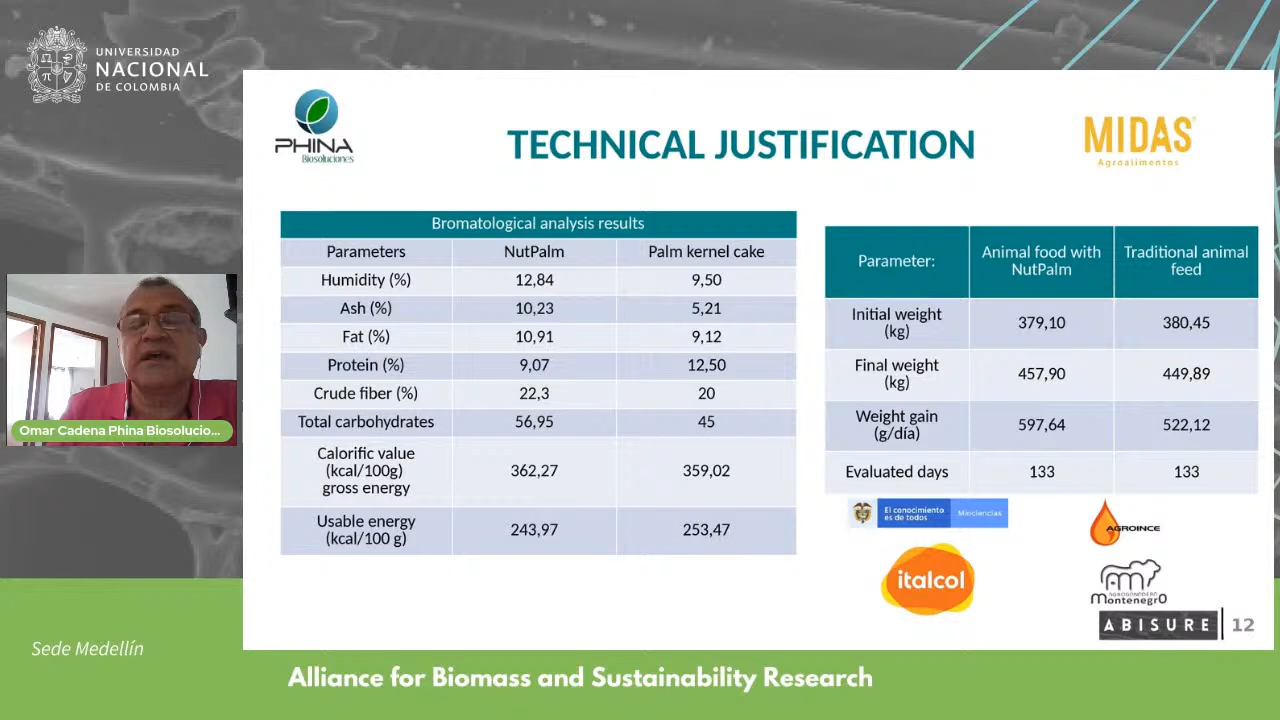 UNIVERSIDAD
NACIONAL
DE COLOMBIA
PHINA
Biosoluciones
TECHNICAL JUSTIFICATION
MIDAS
Agroalimentos
Bromatological analysis results
Parameters NutPalm Palm kernel cake
Humidity (%) 12,84 9,50
Ash (%) 10,23 5,21
Fat (%) 10,91 9,12
Protein (%) 9,07 12,50
Crude fiber (%) 22,3 20
Total carbohydrates 56,95 45
Calorific value
(kcal/100g)
gross energy
362,27 359,02
Usable energy
(kcal/100 g)
243,97 253,47
Parameter:
Animal food with
NutPalm
Traditional animal
feed
Initial weight
(kg)
379,10 380,45
Final weight
(kg)
457,90 449,89
Weight gain
(g/día)
597,64 522,12
Evaluated days 133 133
El conocimiento
es de todos
Minciencias
AGROINCE
italcol
AGROGANADERO
MontenegrO
ABISURE
12
Omar Cadena Phina Biosolucio...
Sede Medellín
Alliance for Biomass and Sustainability Research